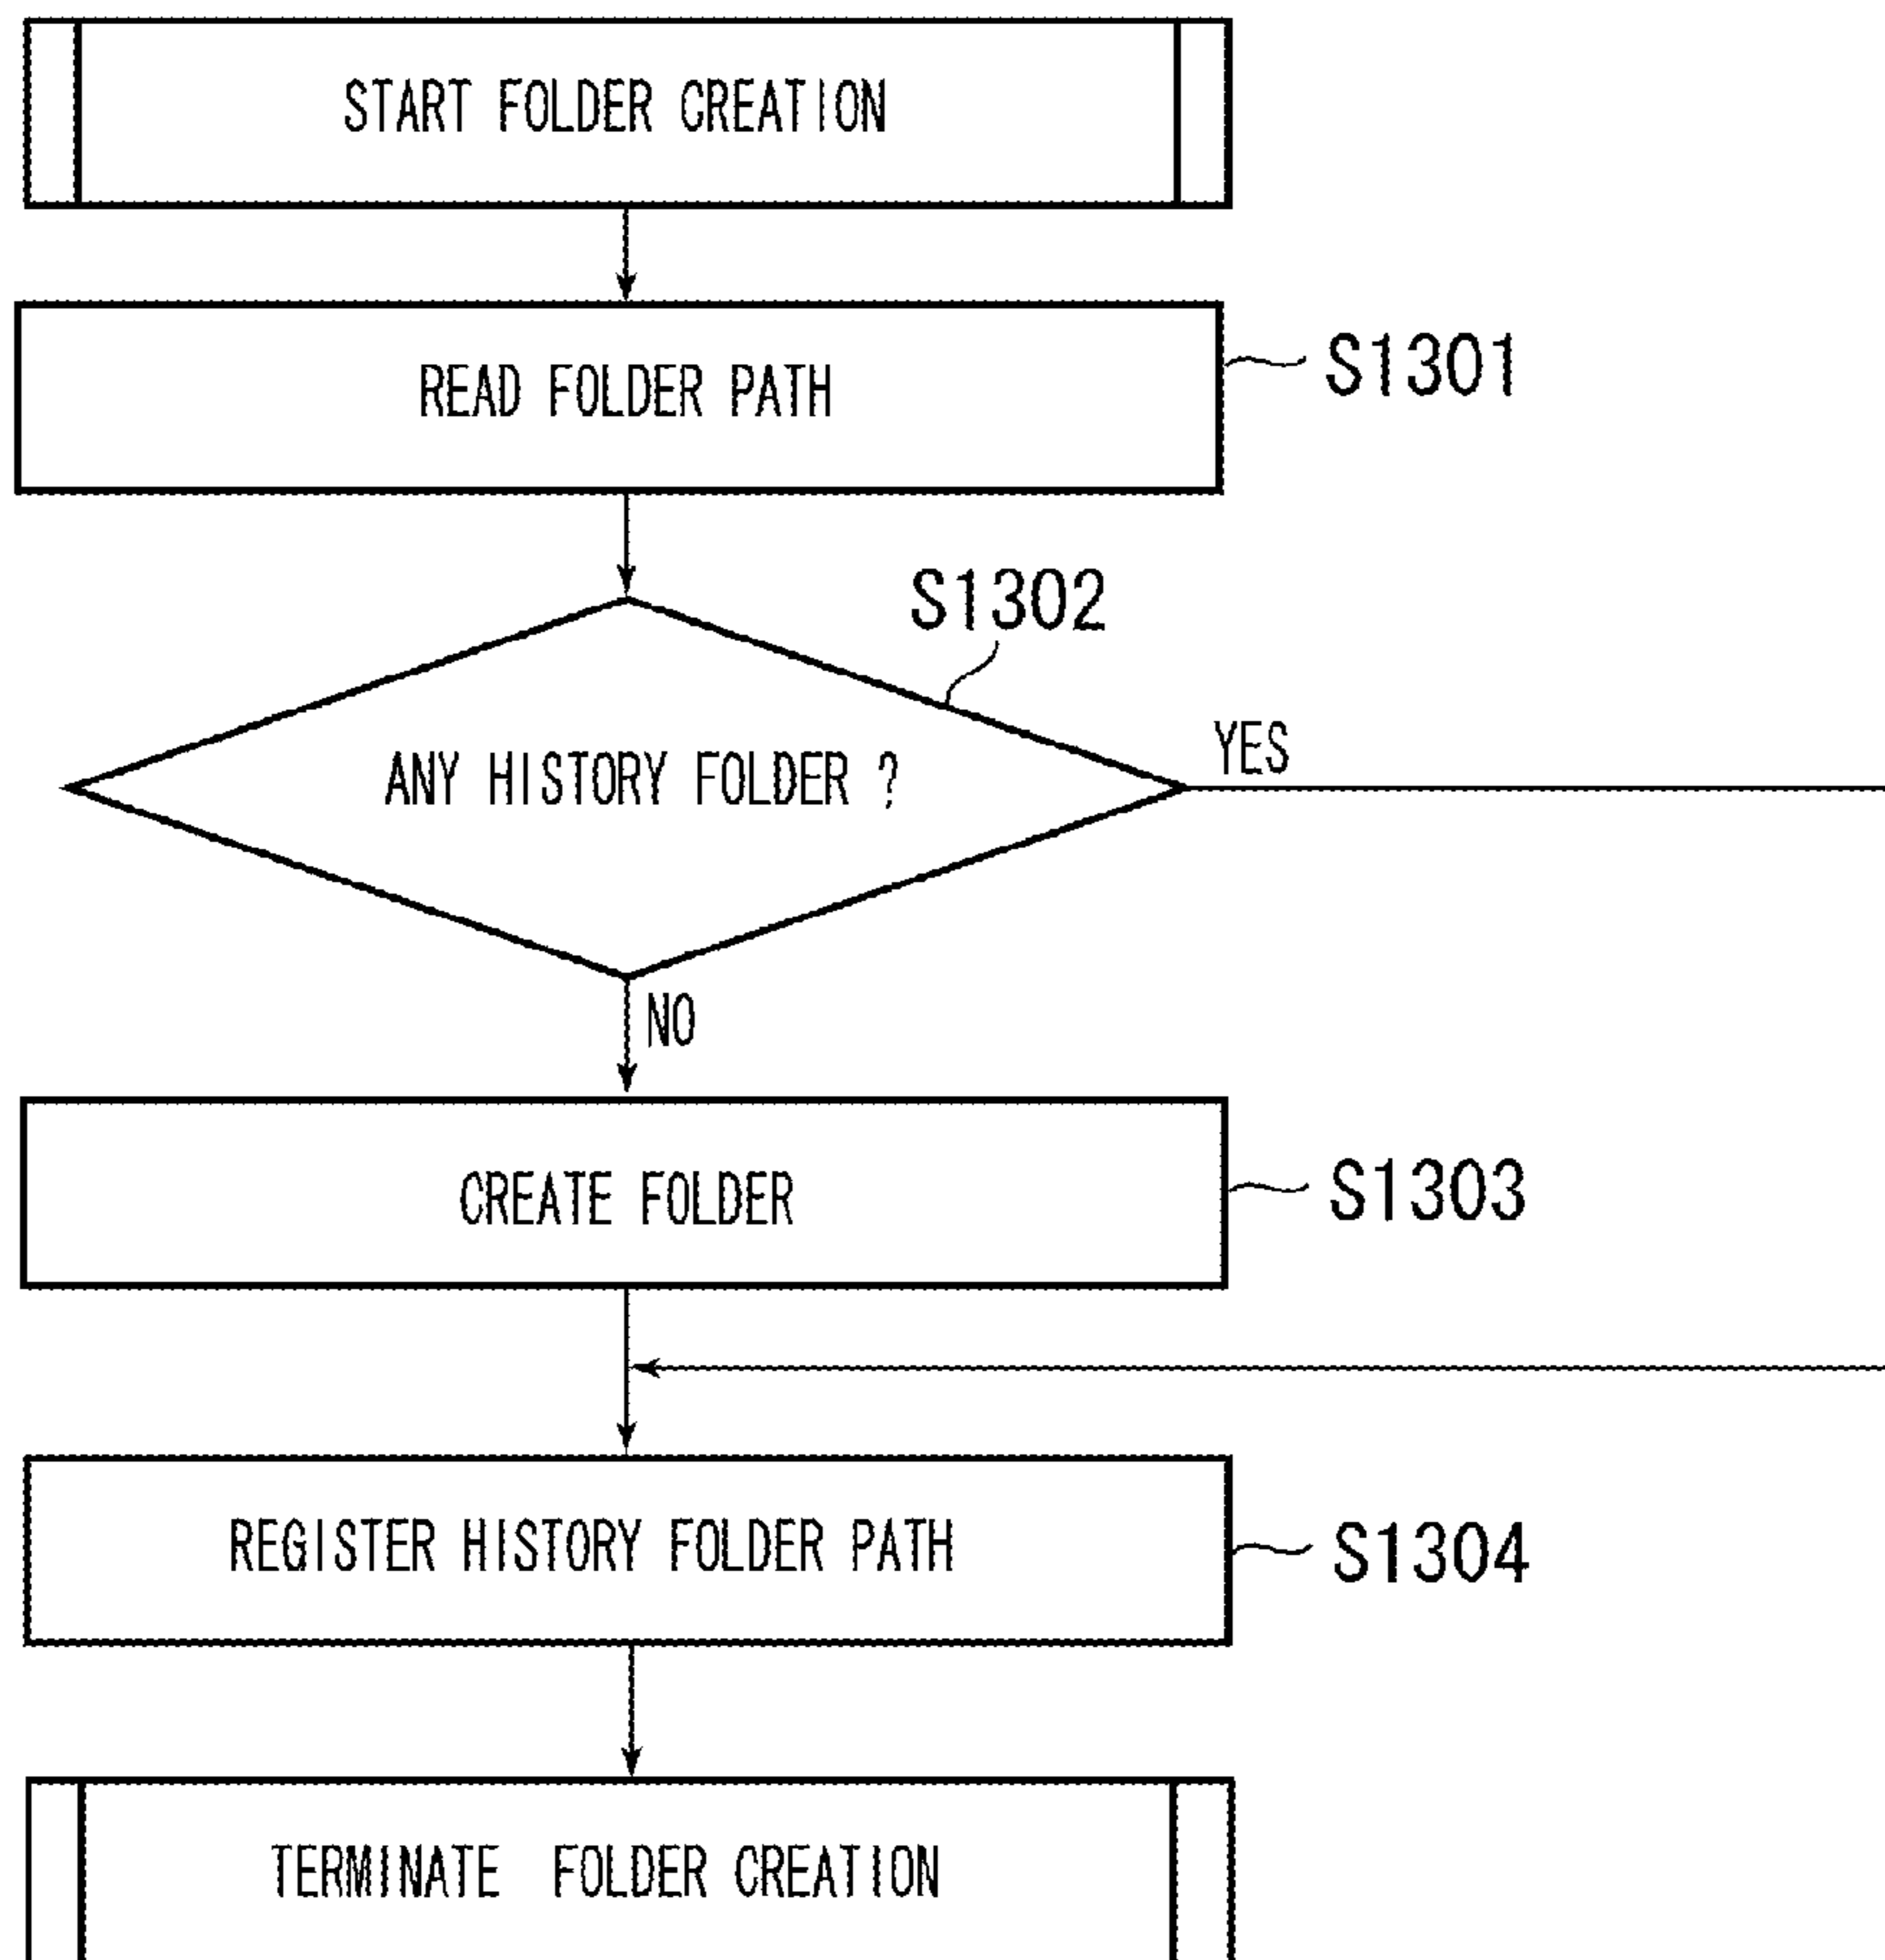 START FOLDER CREATION
READ FOLDER PATH
S1301
S1302
ANY HISTORY FOLDER ?
YES
NO
CREATE FOLDER
S1303
REGISTER HISTORY FOLDER PATH
S1304
TERMINATE FOLDER CREATION